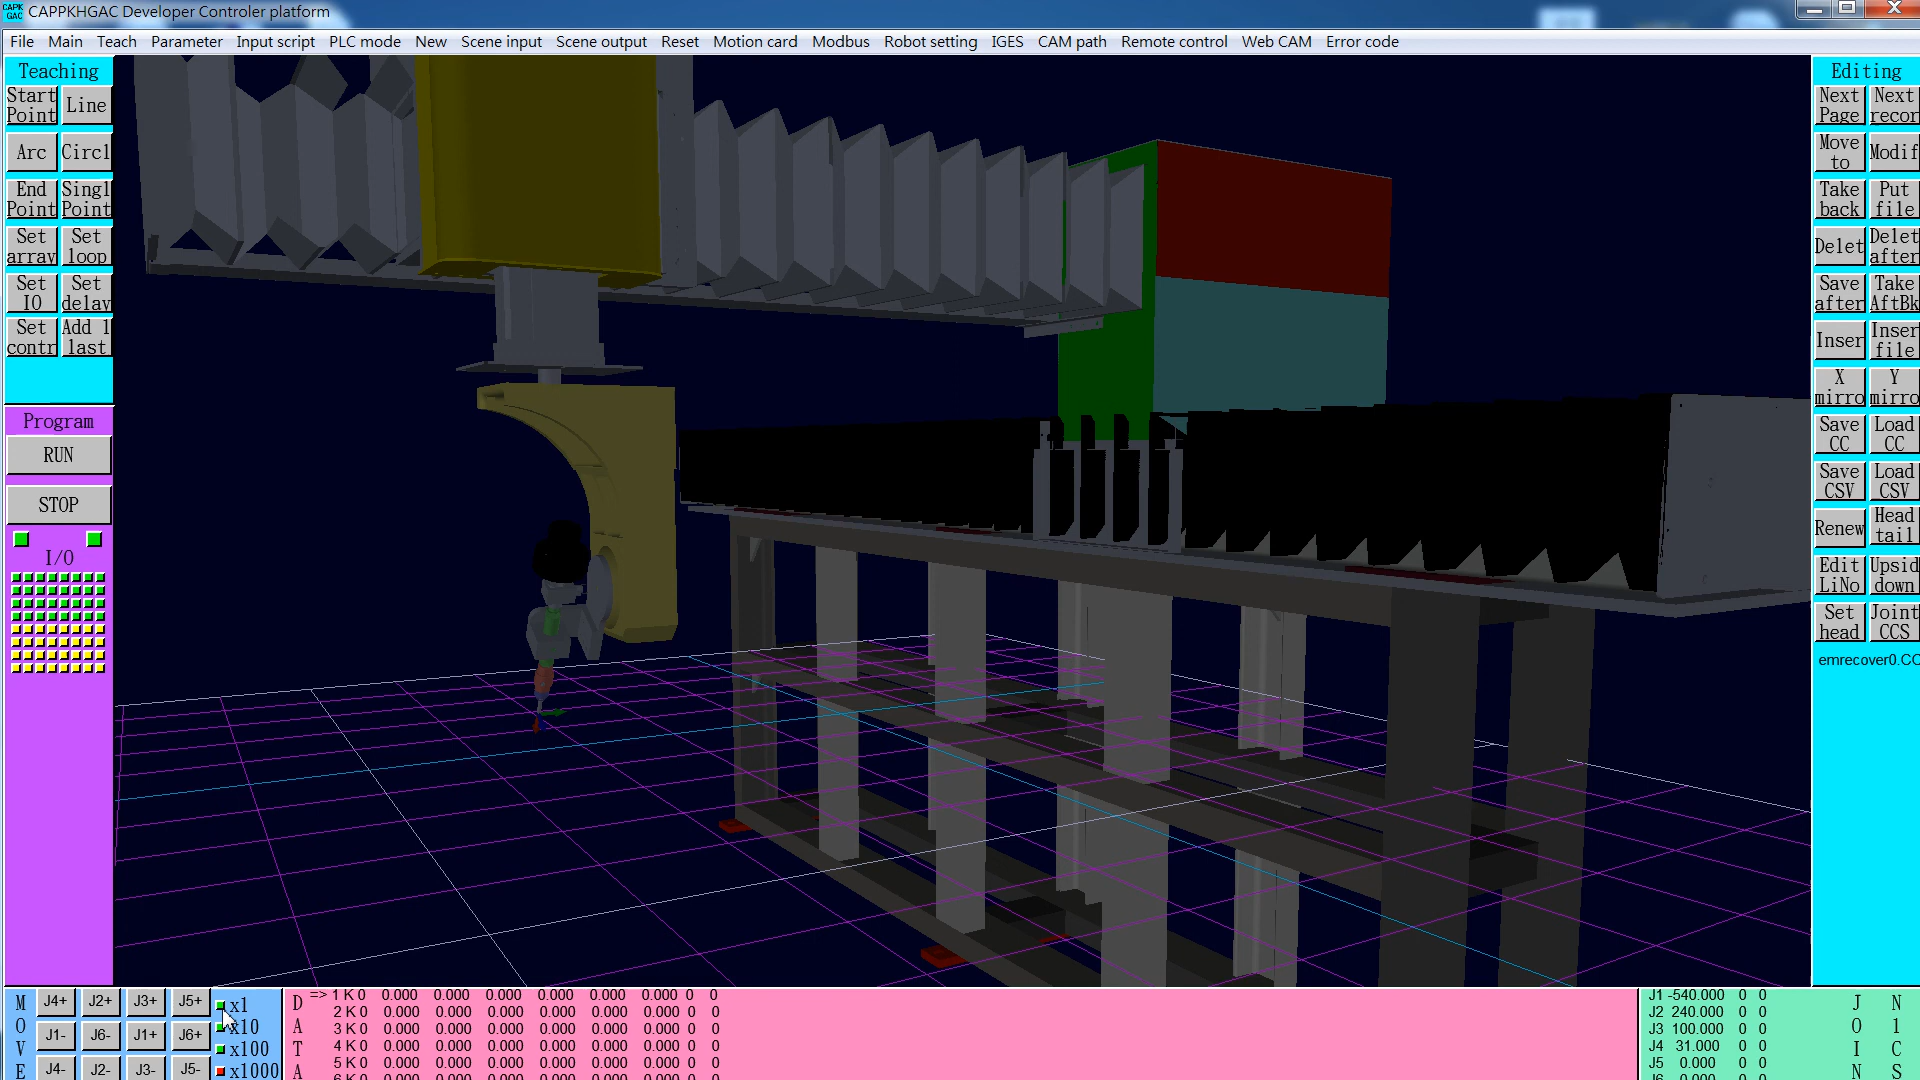 CAPK
GAC
CAPPKHGAC Developer Controler platform
File Main Teach Parameter Input script PLC mode New Scene input Scene output Reset Motion card Modbus Robot setting IGES CAM path Remote control Web CAM Error code
Teaching
Start Point
Line
Arc
Circl
End Point
Singl Point
Set array
Set loop
Set IO
Set delay
Set contr
Add 1 last
Program
RUN
STOP
I/O
Editing
Next Page
Next recor
Move to
Modif
Take back
Put file
Delet
Delet after
Save after
Take AftBk
Inser
Inser file
X mirro
Y mirro
Save CC
Load CC
Save CSV
Load CSV
Renew
Head tail
Edit LiNo
Upsid down
Set head
Joint CCS
emrecover0.CC
MOVE
J4+ J2+ J3+ J5+
J1- J6- J1+ J6+
J4- J2- J3- J5-
x1
x10
x100
x1000
DATA
=> 1 K 0 0.000 0.000 0.000 0.000 0.000 0.000 0 0
2 K 0 0.000 0.000 0.000 0.000 0.000 0.000 0 0
3 K 0 0.000 0.000 0.000 0.000 0.000 0.000 0 0
4 K 0 0.000 0.000 0.000 0.000 0.000 0.000 0 0
5 K 0 0.000 0.000 0.000 0.000 0.000 0.000 0 0
J1 -540.000 0 0
J2 240.000 0 0
J3 100.000 0 0
J4 31.000 0 0
J5 0.000 0 0
JOIN
N1CS